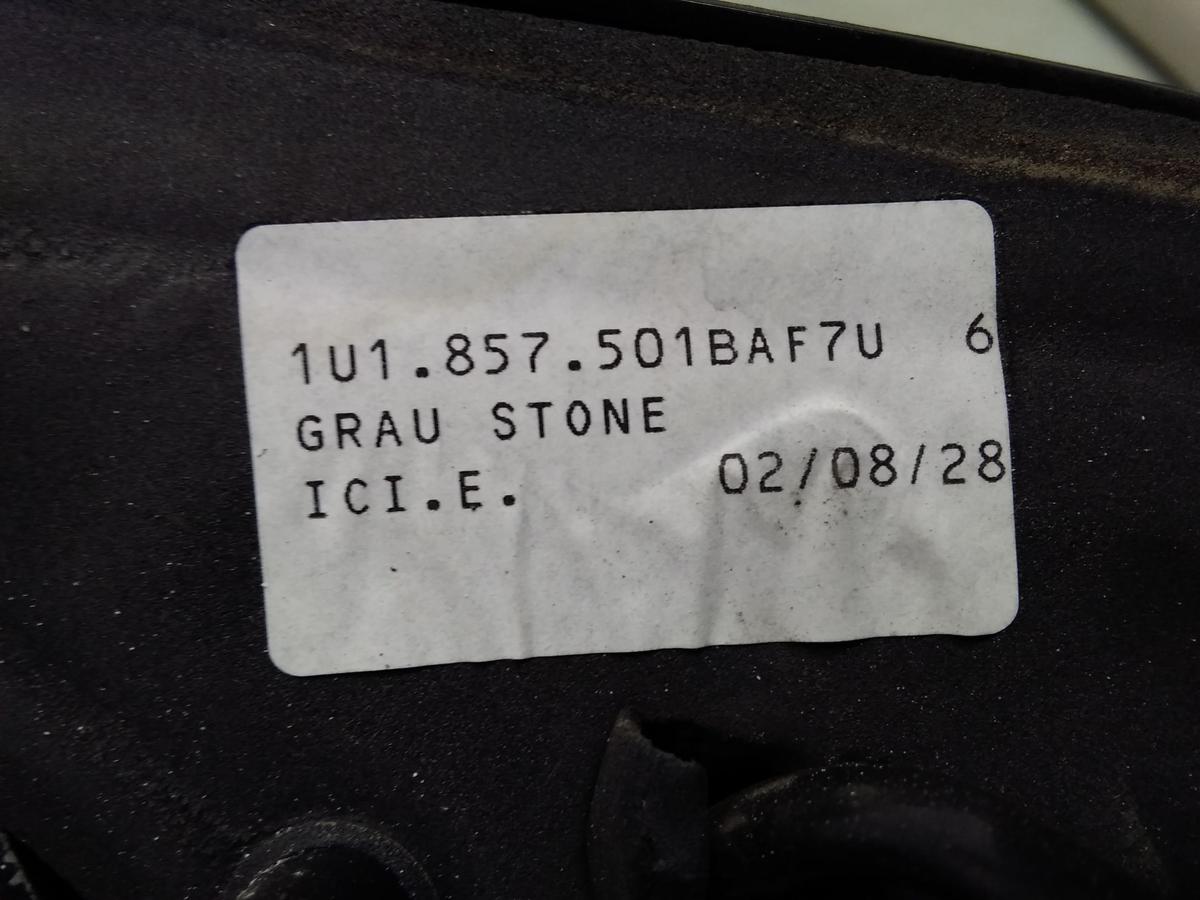 1U1.857.501BAF7U 6
GRAU STONE
ICI.E. 02/08/28